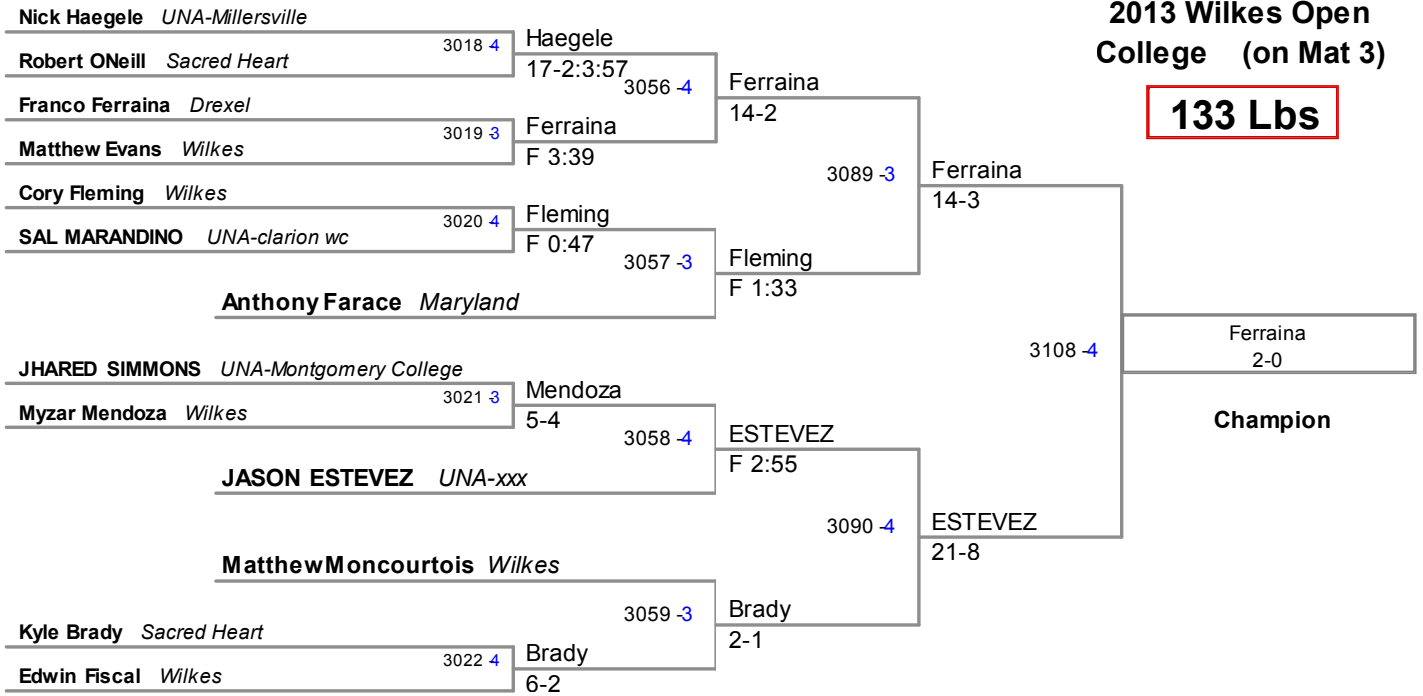 2013 Wilkes Open
College (on Mat 3)
133 Lbs
Nick Haegele UNA-Millersville
3018 -4
Haegele
17-2:3:57
Robert ONeill Sacred Heart
3056 -4
Ferraina
14-2
Franco Ferraina Drexel
3019 -3
Ferraina
F 3:39
Matthew Evans Wilkes
3089 -3
Ferraina
14-3
Cory Fleming Wilkes
3020 -4
Fleming
F 0:47
SAL MARANDINO UNA-clarion wc
3057 -3
Fleming
F 1:33
Anthony Farace Maryland
3108 -4
Ferraina
2-0
Champion
JHARED SIMMONS UNA-Montgomery College
3021 -3
Mendoza
5-4
Myzar Mendoza Wilkes
3058 -4
ESTEVEZ
F 2:55
JASON ESTEVEZ UNA-xxx
3090 -4
ESTEVEZ
21-8
Matthew Moncourtois Wilkes
3059 -3
Brady
2-1
Kyle Brady Sacred Heart
3022 -4
Brady
6-2
Edwin Fiscal Wilkes